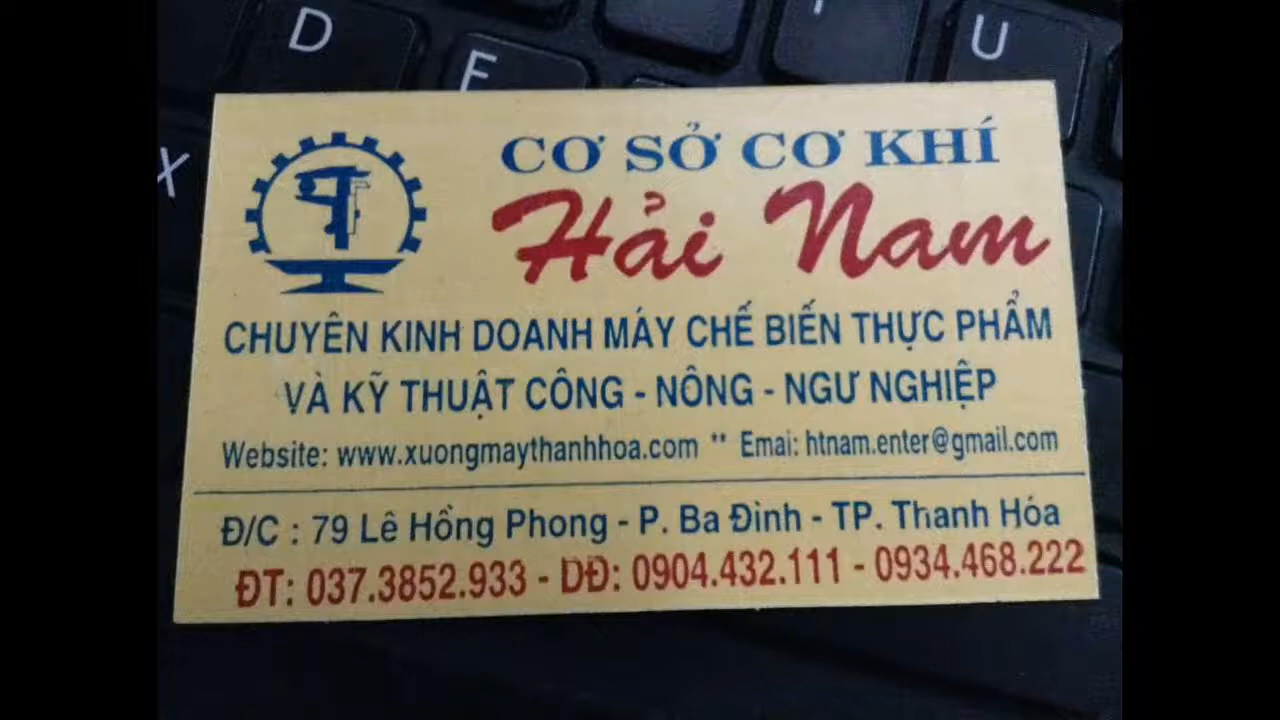 D
F
U
X
CƠ SỞ CƠ KHÍ
Hải Nam
CHUYÊN KINH DOANH MÁY CHẾ BIẾN THỰC PHẨM
VÀ KỸ THUẬT CÔNG - NÔNG - NGƯ NGHIỆP
Website: www.xuongmaythanhhoa.com ** Emai: htnam.enter@gmail.com
Đ/C : 79 Lê Hồng Phong - P. Ba Đình - TP. Thanh Hóa
ĐT: 037.3852.933 - DĐ: 0904.432.111 - 0934.468.222